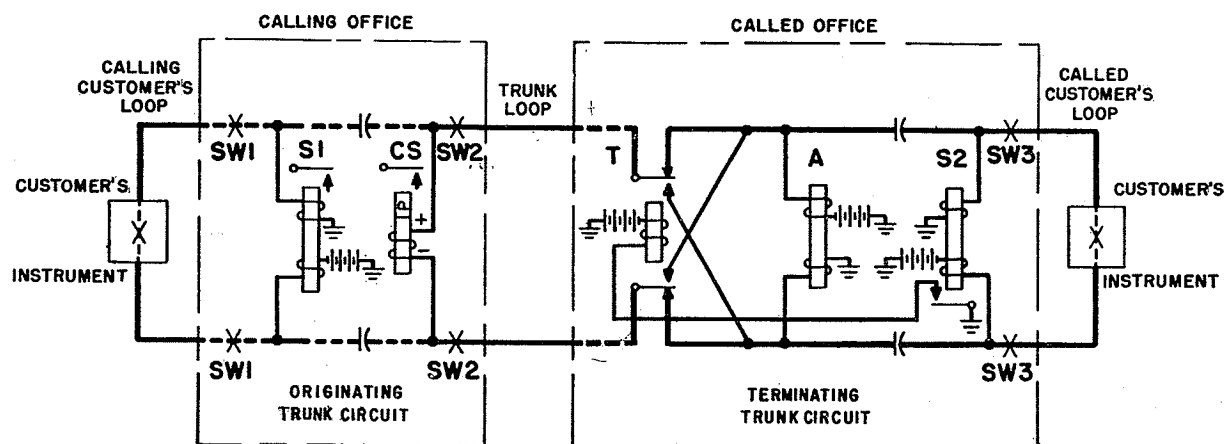 CALLING OFFICE
CALLED OFFICE
CALLING
CUSTOMER'S
LOOP
TRUNK
LOOP
CALLED
CUSTOMER'S
LOOP
SW1
S1
CS
SW2
T
A
S2
SW3
CUSTOMER'S
INSTRUMENT
P
+
−
CUSTOMER'S
INSTRUMENT
SW1
SW2
SW3
ORIGINATING
TRUNK CIRCUIT
TERMINATING
TRUNK CIRCUIT